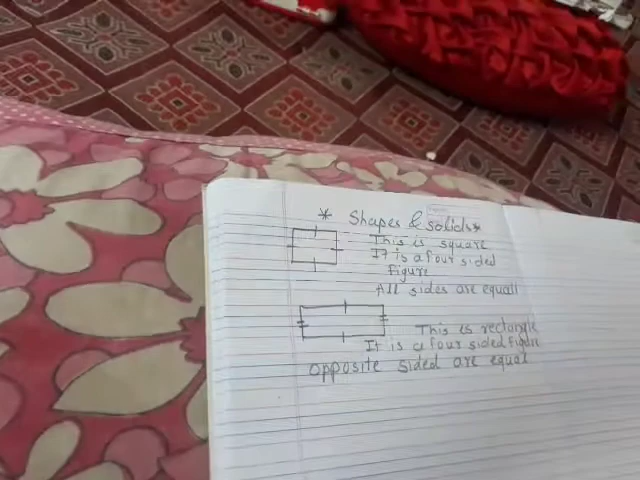 * Shapes & solids *
This is square
It is a four sided
figure
All sides are equall
This is rectangle
It is a four sided figure
opposite sided are equal